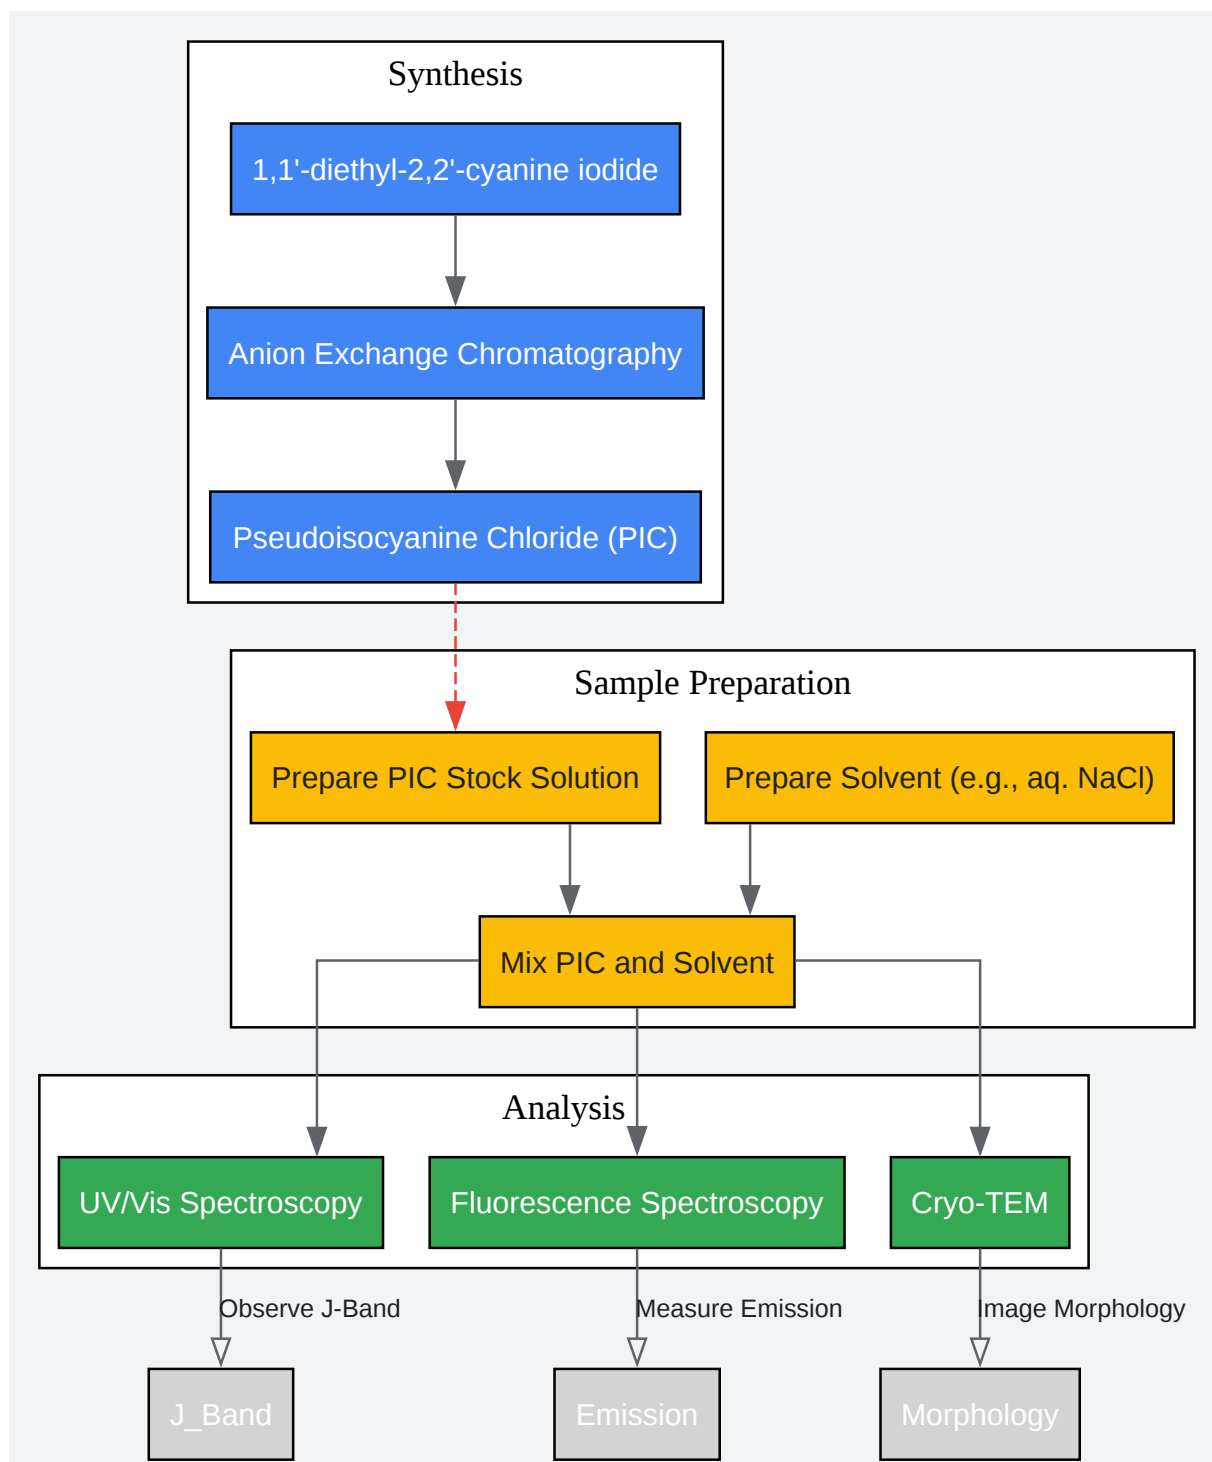 Synthesis
1,1'-diethyl-2,2'-cyanine iodide
Anion Exchange Chromatography
Pseudoisocyanine Chloride (PIC)
Sample Preparation
Prepare PIC Stock Solution
Prepare Solvent (e.g., aq. NaCl)
Mix PIC and Solvent
Analysis
UV/Vis Spectroscopy
Fluorescence Spectroscopy
Cryo-TEM
Observe J-Band
Measure Emission
Image Morphology
J_Band
Emission
Morphology